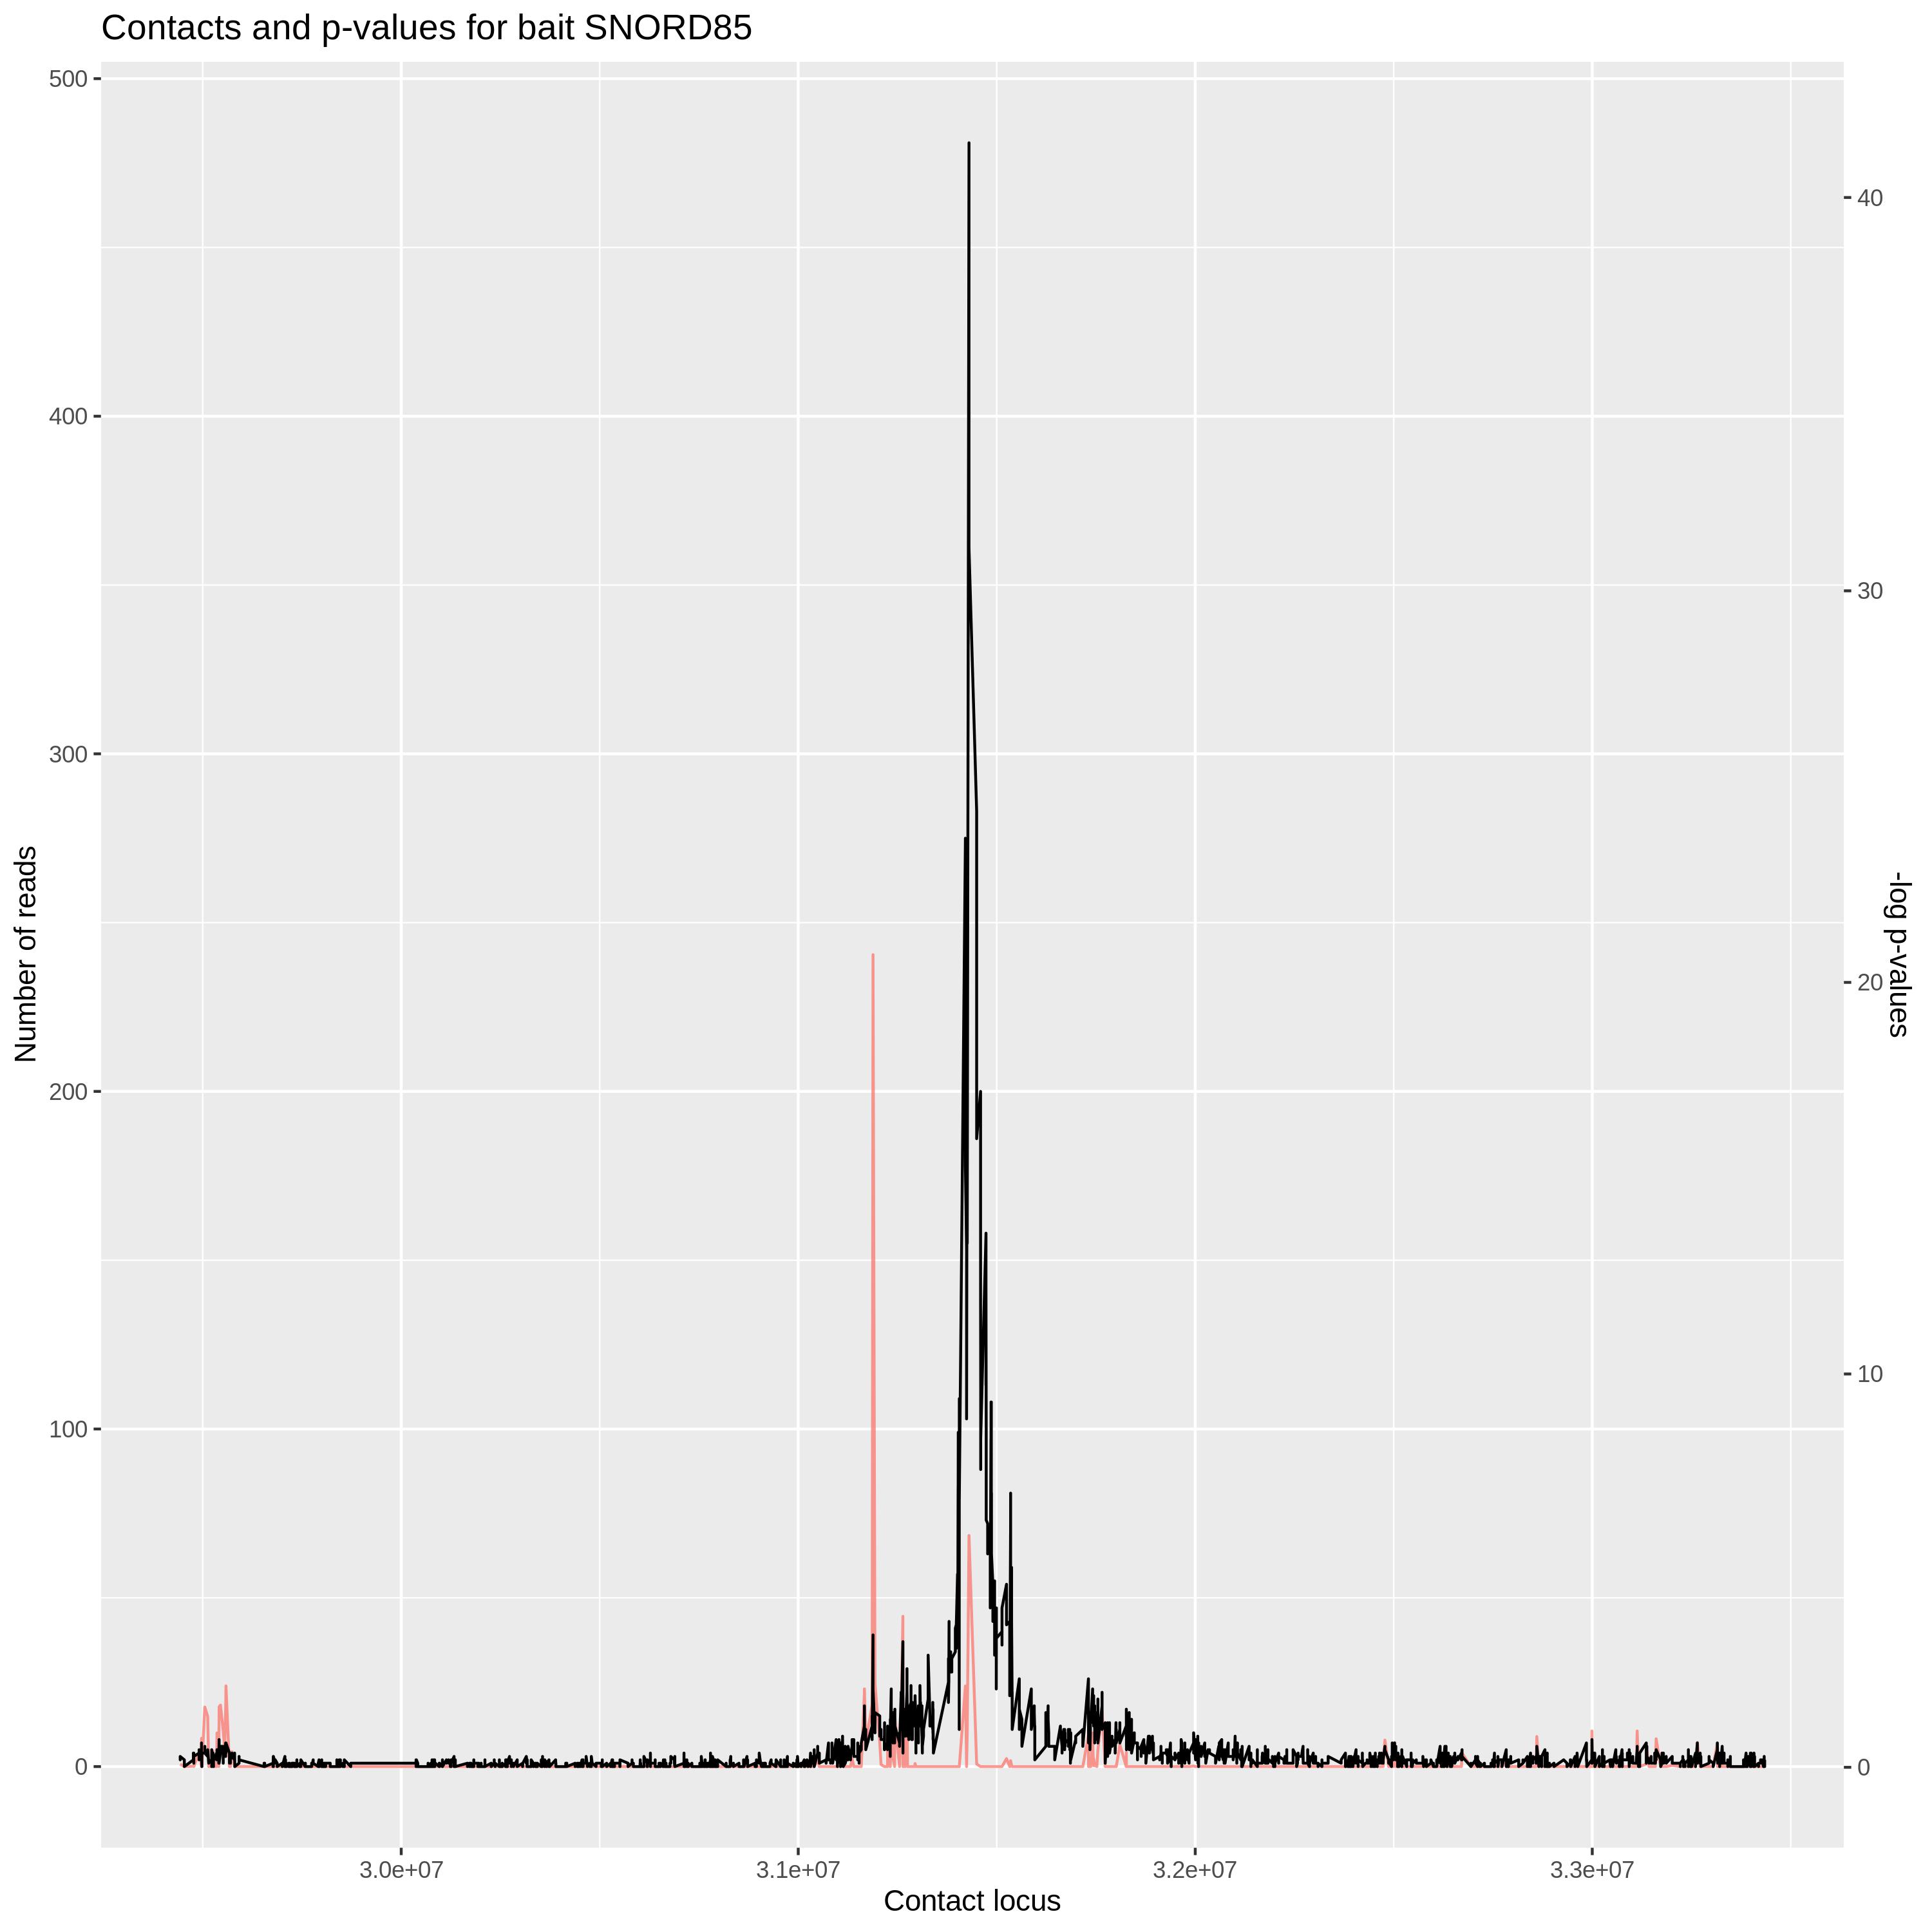 Contacts and p-values for bait SNORD85
500
400
300
200
100
0
Number of reads
40
30
20
10
0
-log p-values
3.0e+07
3.1e+07
3.2e+07
3.3e+07
Contact locus